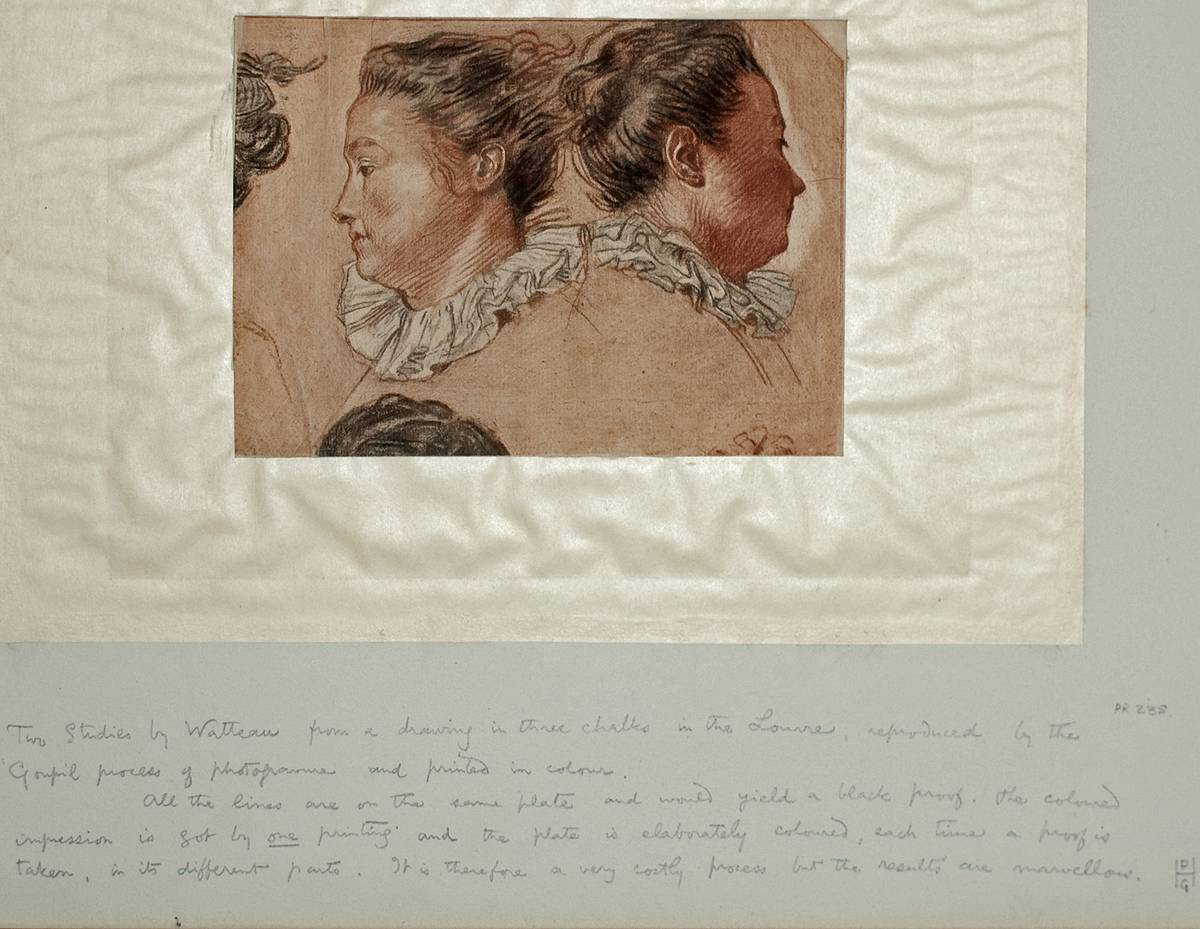 PR 238
Two Studies by Watteau from a drawing in three chalks in the Louvre, reproduced by the
Goupil process of photogravure and printed in colour.
All the lines are on the same plate and would yield a black proof. The coloured
impression is got by one printing and the plate is elaborately coloured, each time a proof is
taken, in its different parts. It is therefore a very costly process but the results are marvellous.